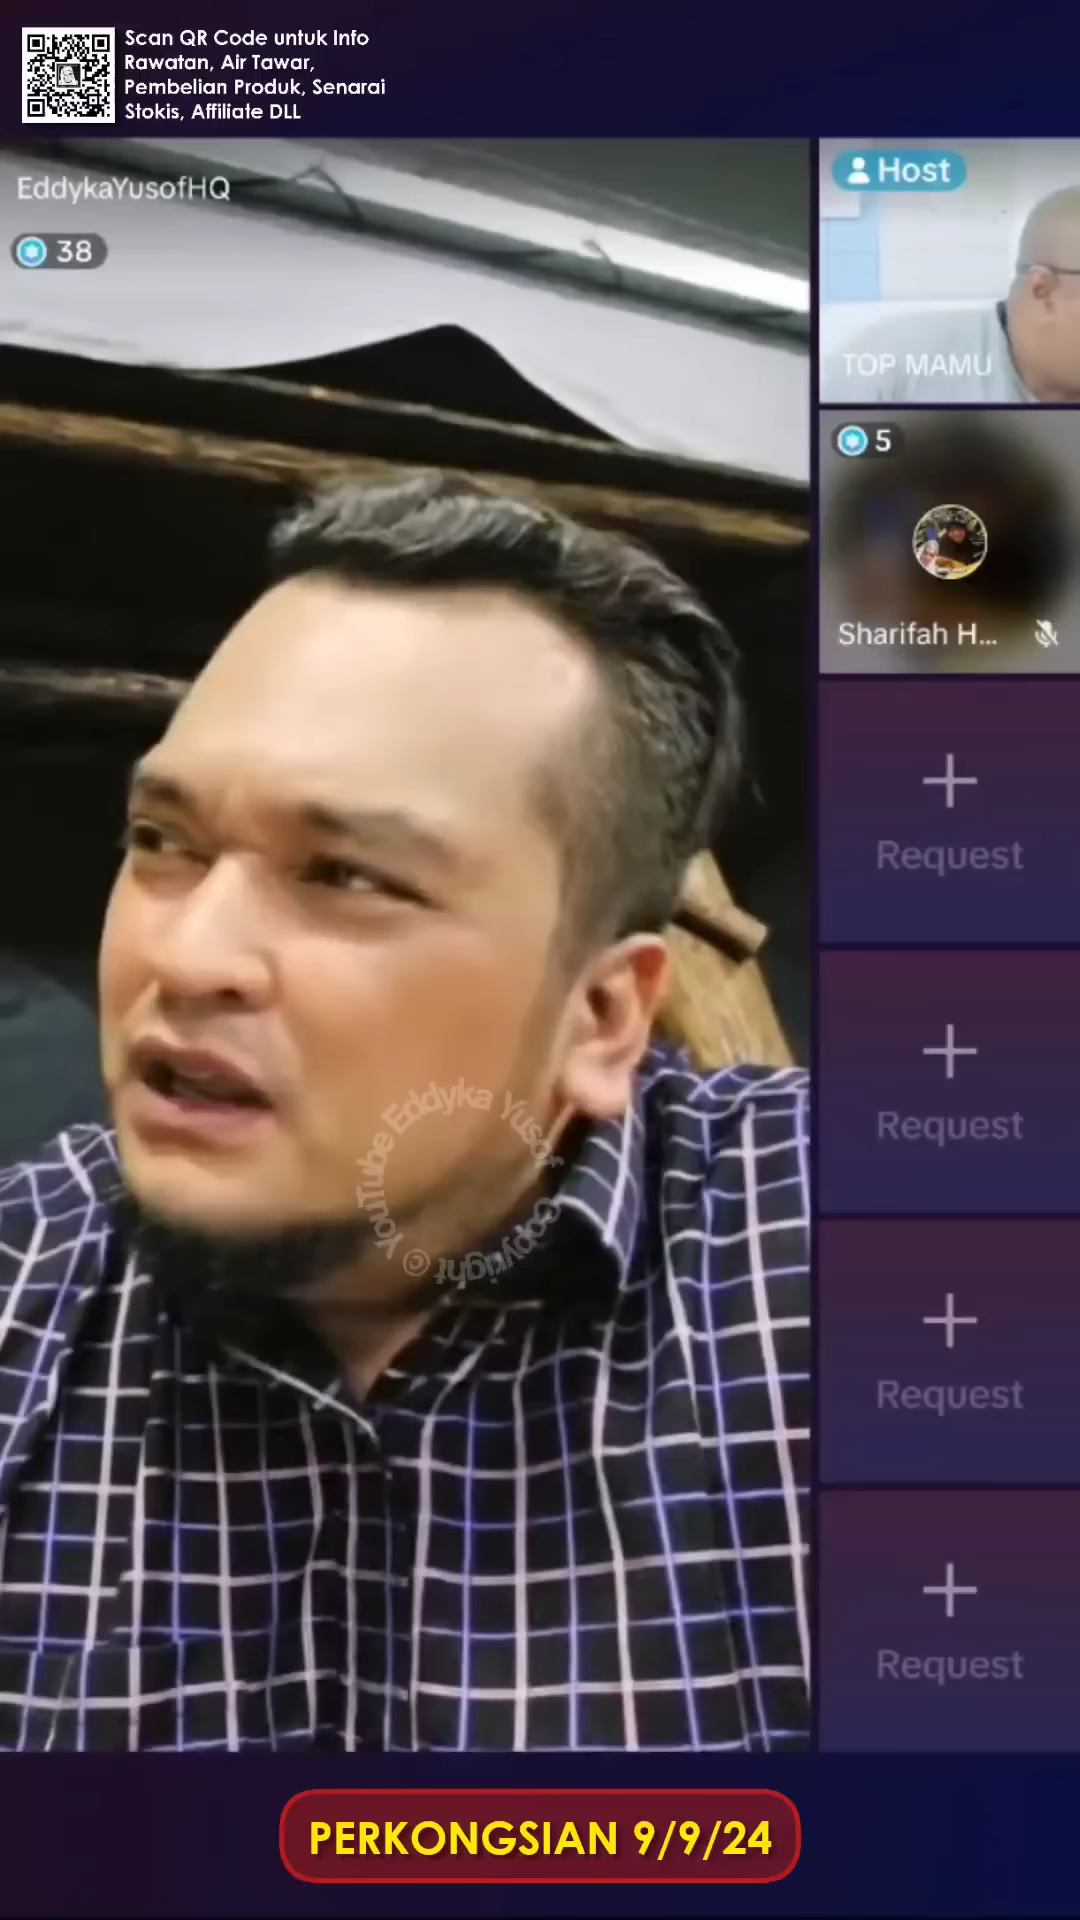 Scan QR Code untuk Info
Rawatan, Air Tawar,
Pembelian Produk, Senarai
Stokis, Affiliate DLL
EddykaYusofHQ
38
Host
TOP MAMU
5
Sharifah H...
Request
Request
Request
Request
© YouTube Eddyka Yusof Copyright
PERKONGSIAN 9/9/24